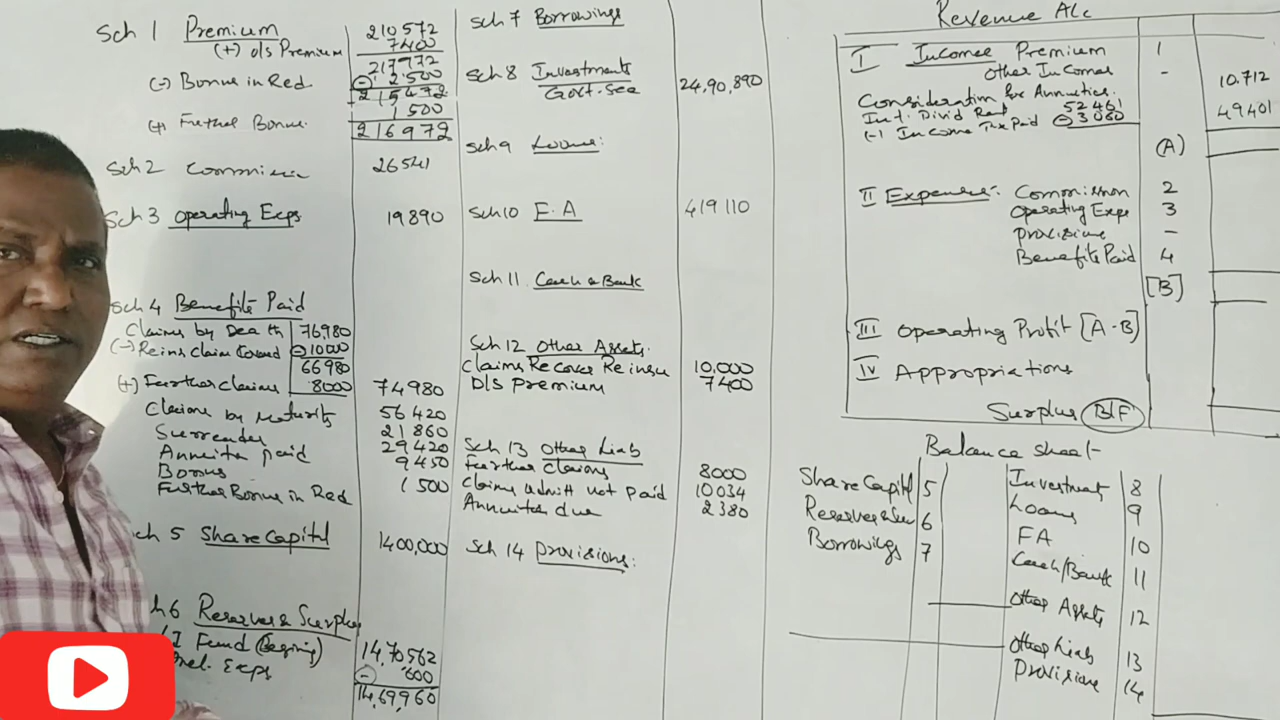 Sch 1 Premium 210572
(+) o/s Premium 7400
217972
(-) Bonus in Red. (-) 2500
215472
1500
(+) Further Bonus. 216972
Sch 2 Commission 26541
Sch 3 Operating Exps 19890
Sch 4 Benefits Paid
Claims by Death 76980
(-) Reins claim (-) 10000
66980
(+) Further claims 8000 74980
Claims by Maturity 56420
Surrender 21860
Annuity paid 29420
Bonus 9450
Further Bonus in Red 1500
Sch 5 Share Capital 1400,000
h 6 Reserves & Surplus
Fund (Begining) 14,70,562
Prel. Exps (-) 600
14,69,960
Sch 7 Borrowings
Sch 8 Investments
Govt. Sec 24,90,890
Sch 9 Loans:
Sch 10 F.A 419110
Sch 11. Cash & Bank
Sch 12 Other Assets.
Claims Recover Reinsu 10,000
O/S Premium 7400
Sch 13 Other Liab
Further Claims 8000
Claims admitt not paid 10034
Annuities due 2380
Sch 14 Provisions:
Revenue A/c
I Incomes Premium 1
Other Incomes -
Consideration for Annuities. 10.712
Int. Divid Rent 52461
(-) Income Tax Paid (-) 3060 49401
(A)
II Expenses. Commission 2
Operating Exps 3
Provisions -
Benefits Paid 4
[B]
III Operating Profit [A-B]
IV Appropriations
Surplus B/F
Balance sheet
Share Capitl 5 Investment 8
Reserves & Sur 6 Loans 9
Borrowings 7 FA 10
Cash/Bank 11
Other Assets 12
Other Liab 13
Provisions 14